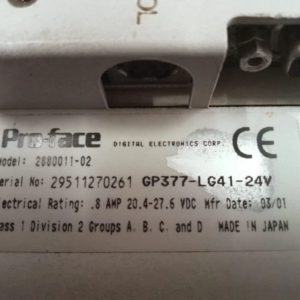 Pro-face DIGITAL ELECTRONICS CORP. CE
Model: 2880011-02
Serial No: 29511270261 GP377-LG41-24V
Electrical Rating: .8 AMP 20.4-27.6 VDC Mfr Date: 03/01
Class 1 Division 2 Groups A, B, C, and D MADE IN JAPAN